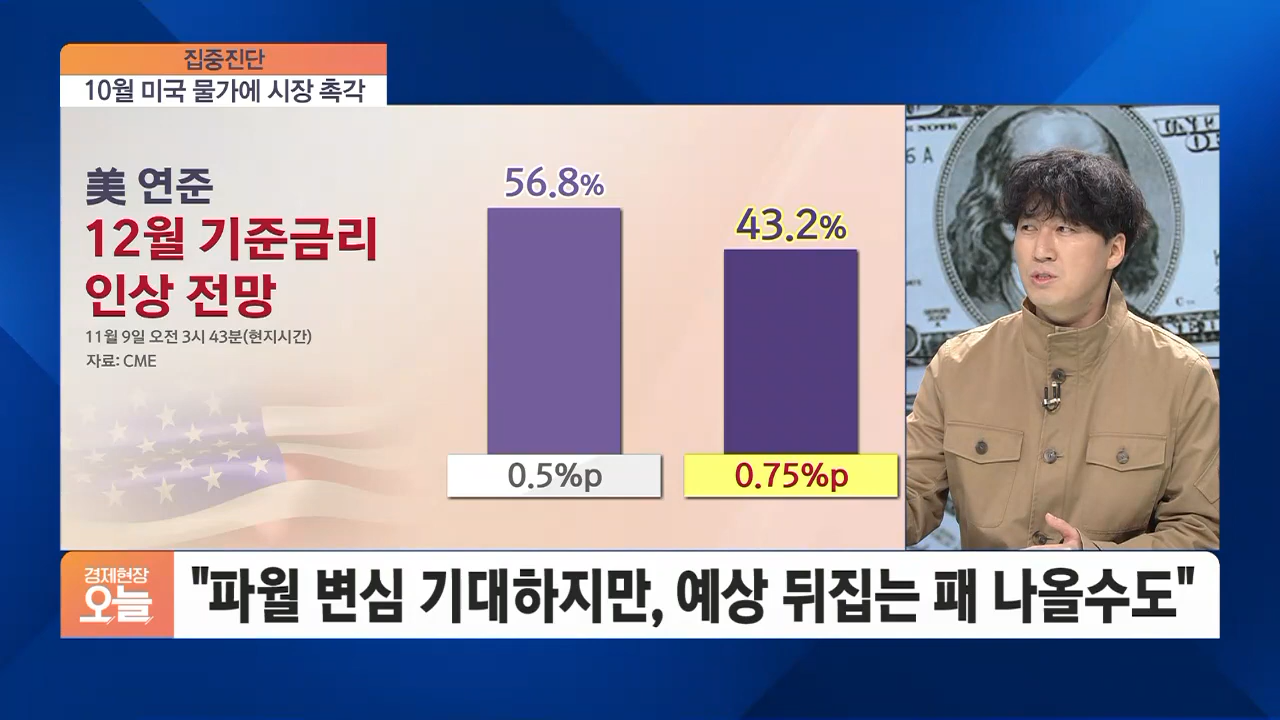 집중진단
10월 미국 물가에 시장 촉각
美 연준
12월 기준금리
인상 전망
11월 9일 오전 3시 43분(현지시간)
자료: CME
56.8%
43.2%
0.5%p
0.75%p
경제현장
오늘
"파월 변심 기대하지만, 예상 뒤집는 패 나올수도"